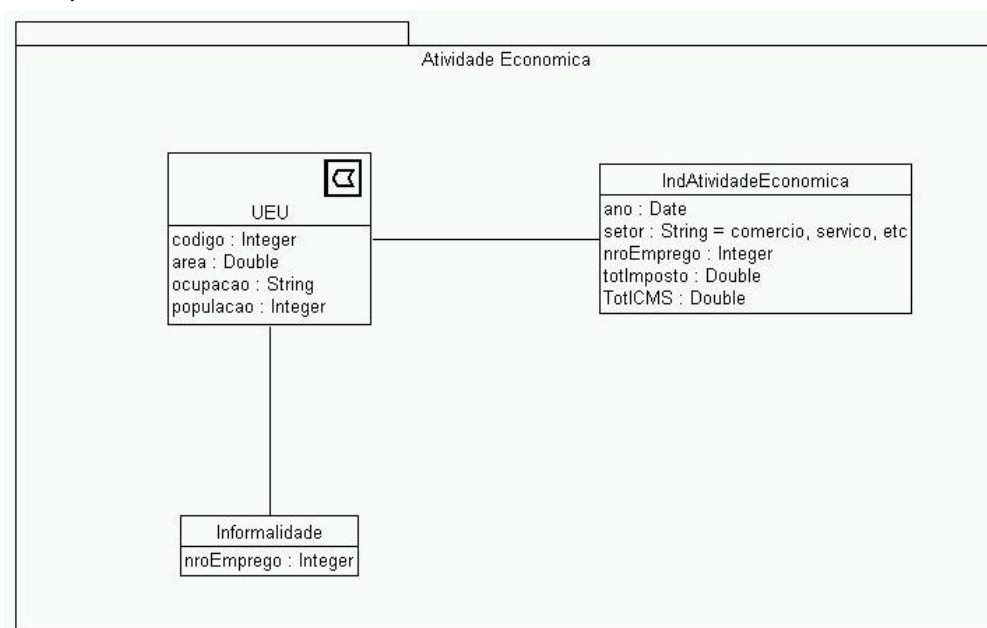 Atividade Economica
UEU
codigo : Integer
area : Double
ocupacao : String
populacao : Integer
IndAtividadeEconomica
ano : Date
setor : String = comercio, servico, etc
nroEmprego : Integer
totImposto : Double
TotICMS : Double
Informalidade
nroEmprego : Integer